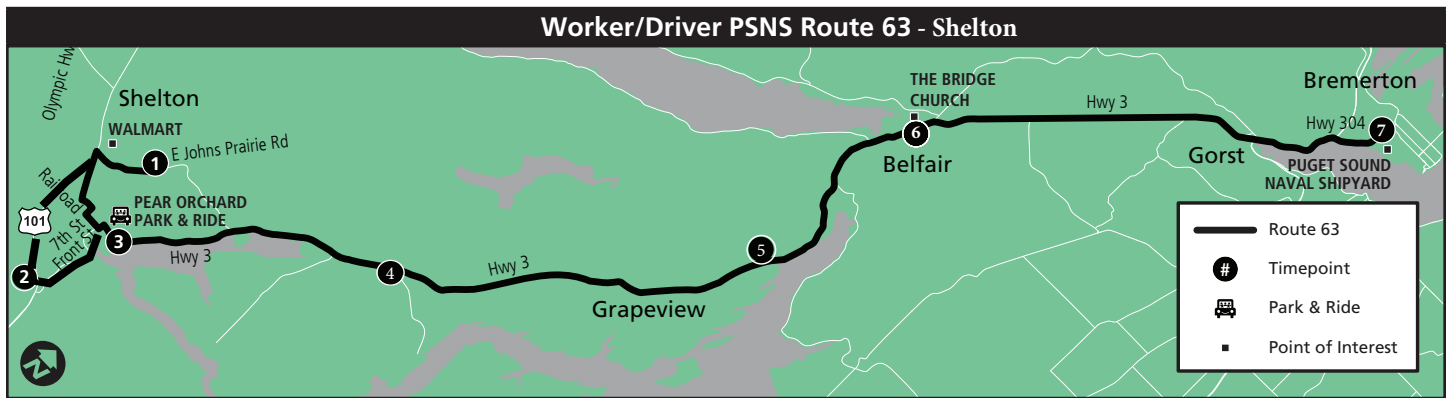 Worker/Driver PSNS Route 63 - Shelton
Olympic Hw
Shelton
WALMART
1
E Johns Prairie Rd
Railroad
101
7th St
Front St
PEAR ORCHARD
PARK & RIDE
2
3
Hwy 3
4
Hwy 3
Grapeview
5
THE BRIDGE
CHURCH
6
Belfair
Hwy 3
Gorst
Bremerton
Hwy 304
7
PUGET SOUND
NAVAL SHIPYARD
Route 63
# Timepoint
Park & Ride
Point of Interest
N